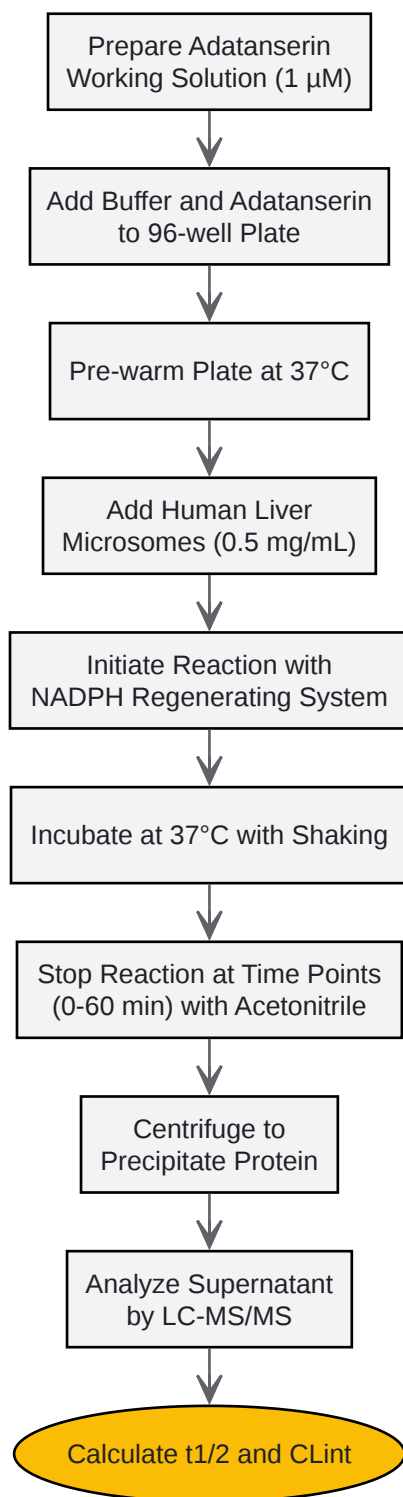 Prepare Adatanserin
Working Solution (1 µM)
Add Buffer and Adatanserin
to 96-well Plate
Pre-warm Plate at 37°C
Add Human Liver
Microsomes (0.5 mg/mL)
Initiate Reaction with
NADPH Regenerating System
Incubate at 37°C with Shaking
Stop Reaction at Time Points
(0-60 min) with Acetonitrile
Centrifuge to
Precipitate Protein
Analyze Supernatant
by LC-MS/MS
Calculate t1/2 and CLint